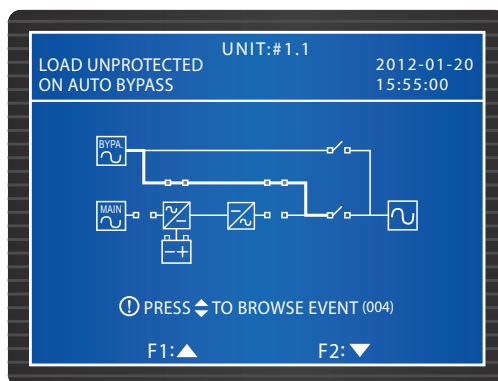 UNIT:#1.1
LOAD UNPROTECTED
ON AUTO BYPASS
2012-01-20
15:55:00
BYPA.
MAIN
PRESS TO BROWSE EVENT (004)
F1:
F2: